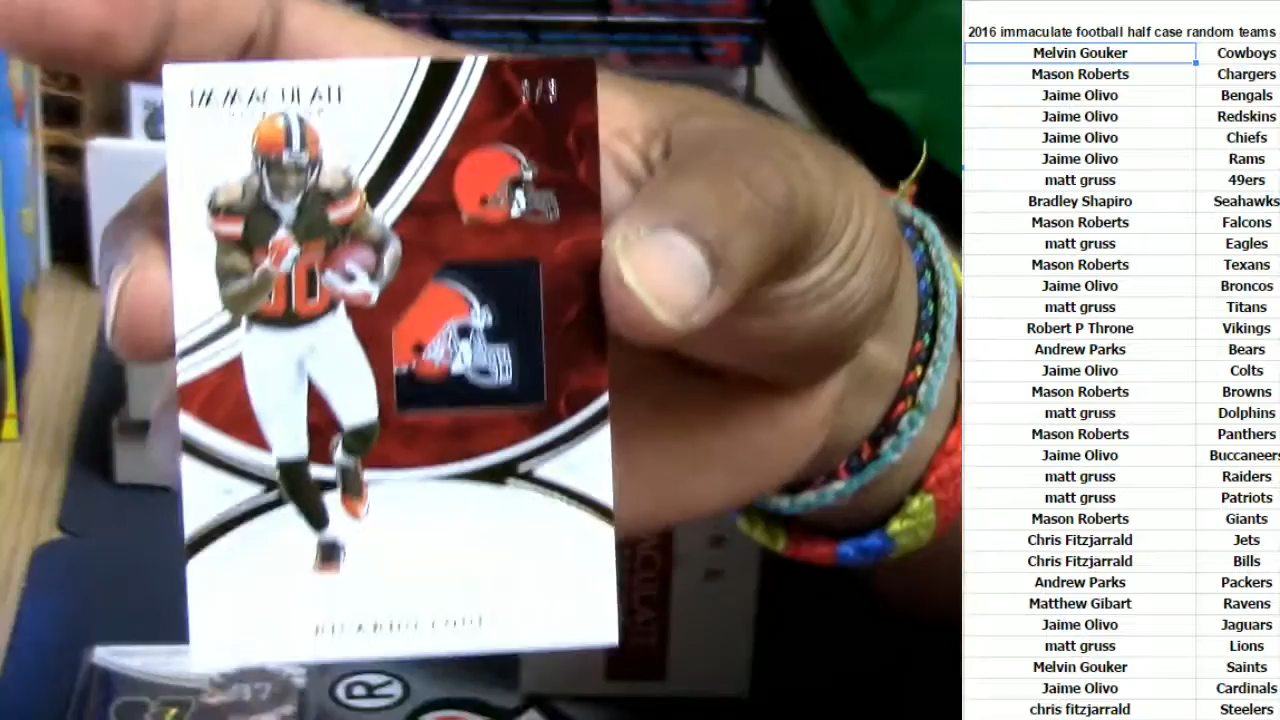 IMMACULATE
2016 immaculate football half case random teams
Melvin Gouker Cowboys
Mason Roberts Chargers
Jaime Olivo Bengals
Jaime Olivo Redskins
Jaime Olivo Chiefs
Jaime Olivo Rams
matt gruss 49ers
Bradley Shapiro Seahawks
Mason Roberts Falcons
matt gruss Eagles
Mason Roberts Texans
Jaime Olivo Broncos
matt gruss Titans
Robert P Throne Vikings
Andrew Parks Bears
Jaime Olivo Colts
Mason Roberts Browns
matt gruss Dolphins
Mason Roberts Panthers
Jaime Olivo Buccaneers
matt gruss Raiders
matt gruss Patriots
Mason Roberts Giants
Chris Fitzjarrald Jets
Chris Fitzjarrald Bills
Andrew Parks Packers
Matthew Gibart Ravens
Jaime Olivo Jaguars
matt gruss Lions
Melvin Gouker Saints
Jaime Olivo Cardinals
chris fitzjarrald Steelers
80
®